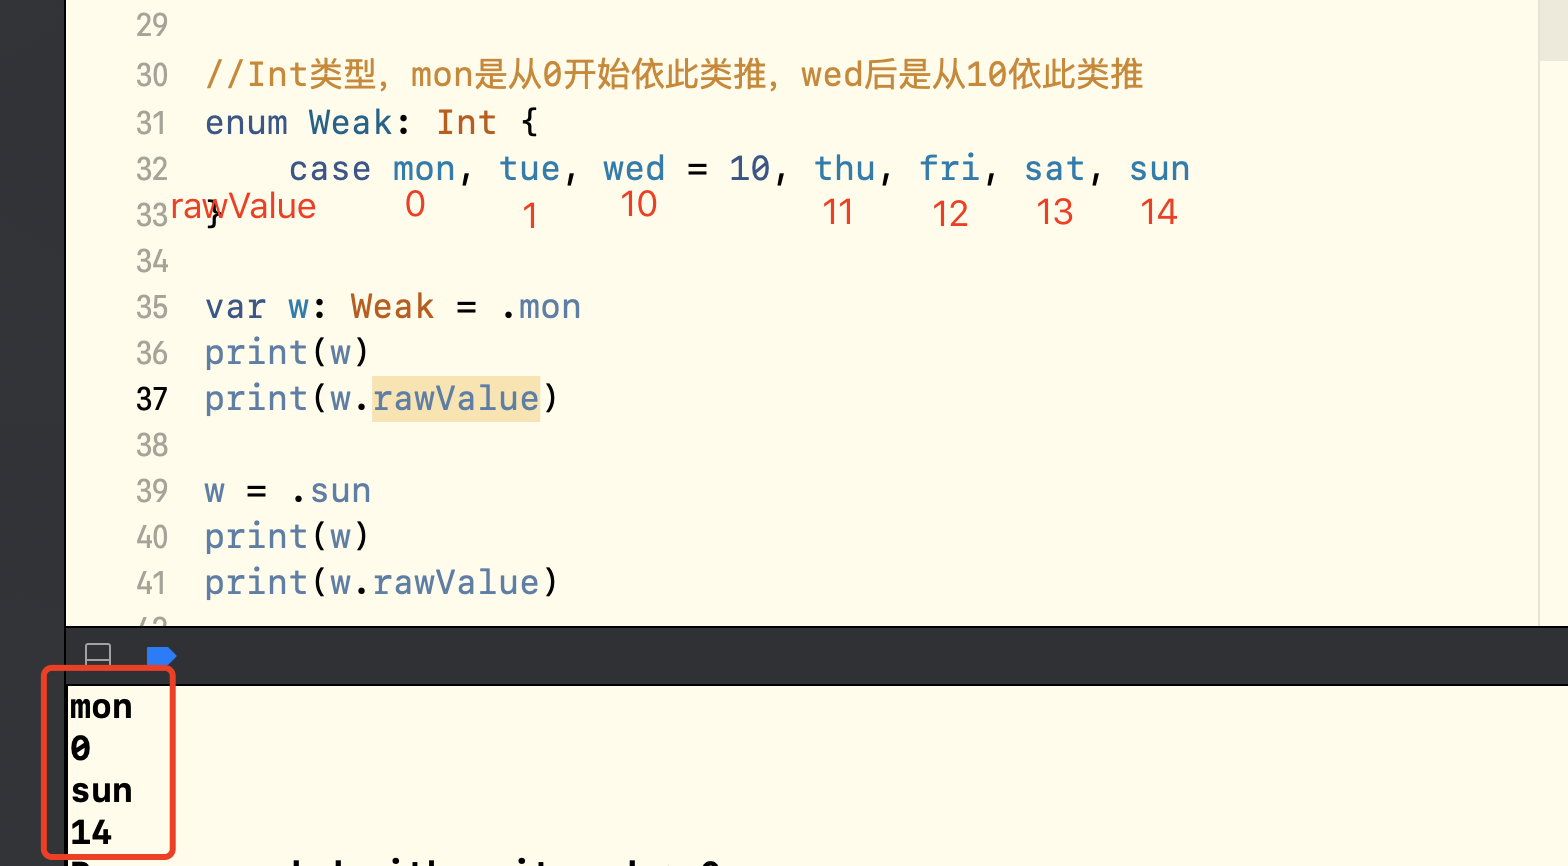 29
30 //Int类型，mon是从0开始依此类推，wed后是从10依此类推
31 enum Weak: Int {
32 case mon, tue, wed = 10, thu, fri, sat, sun
33 }
rawValue 0 1 10 11 12 13 14
34
35 var w: Weak = .mon
36 print(w)
37 print(w.rawValue)
38
39 w = .sun
40 print(w)
41 print(w.rawValue)
mon
0
sun
14